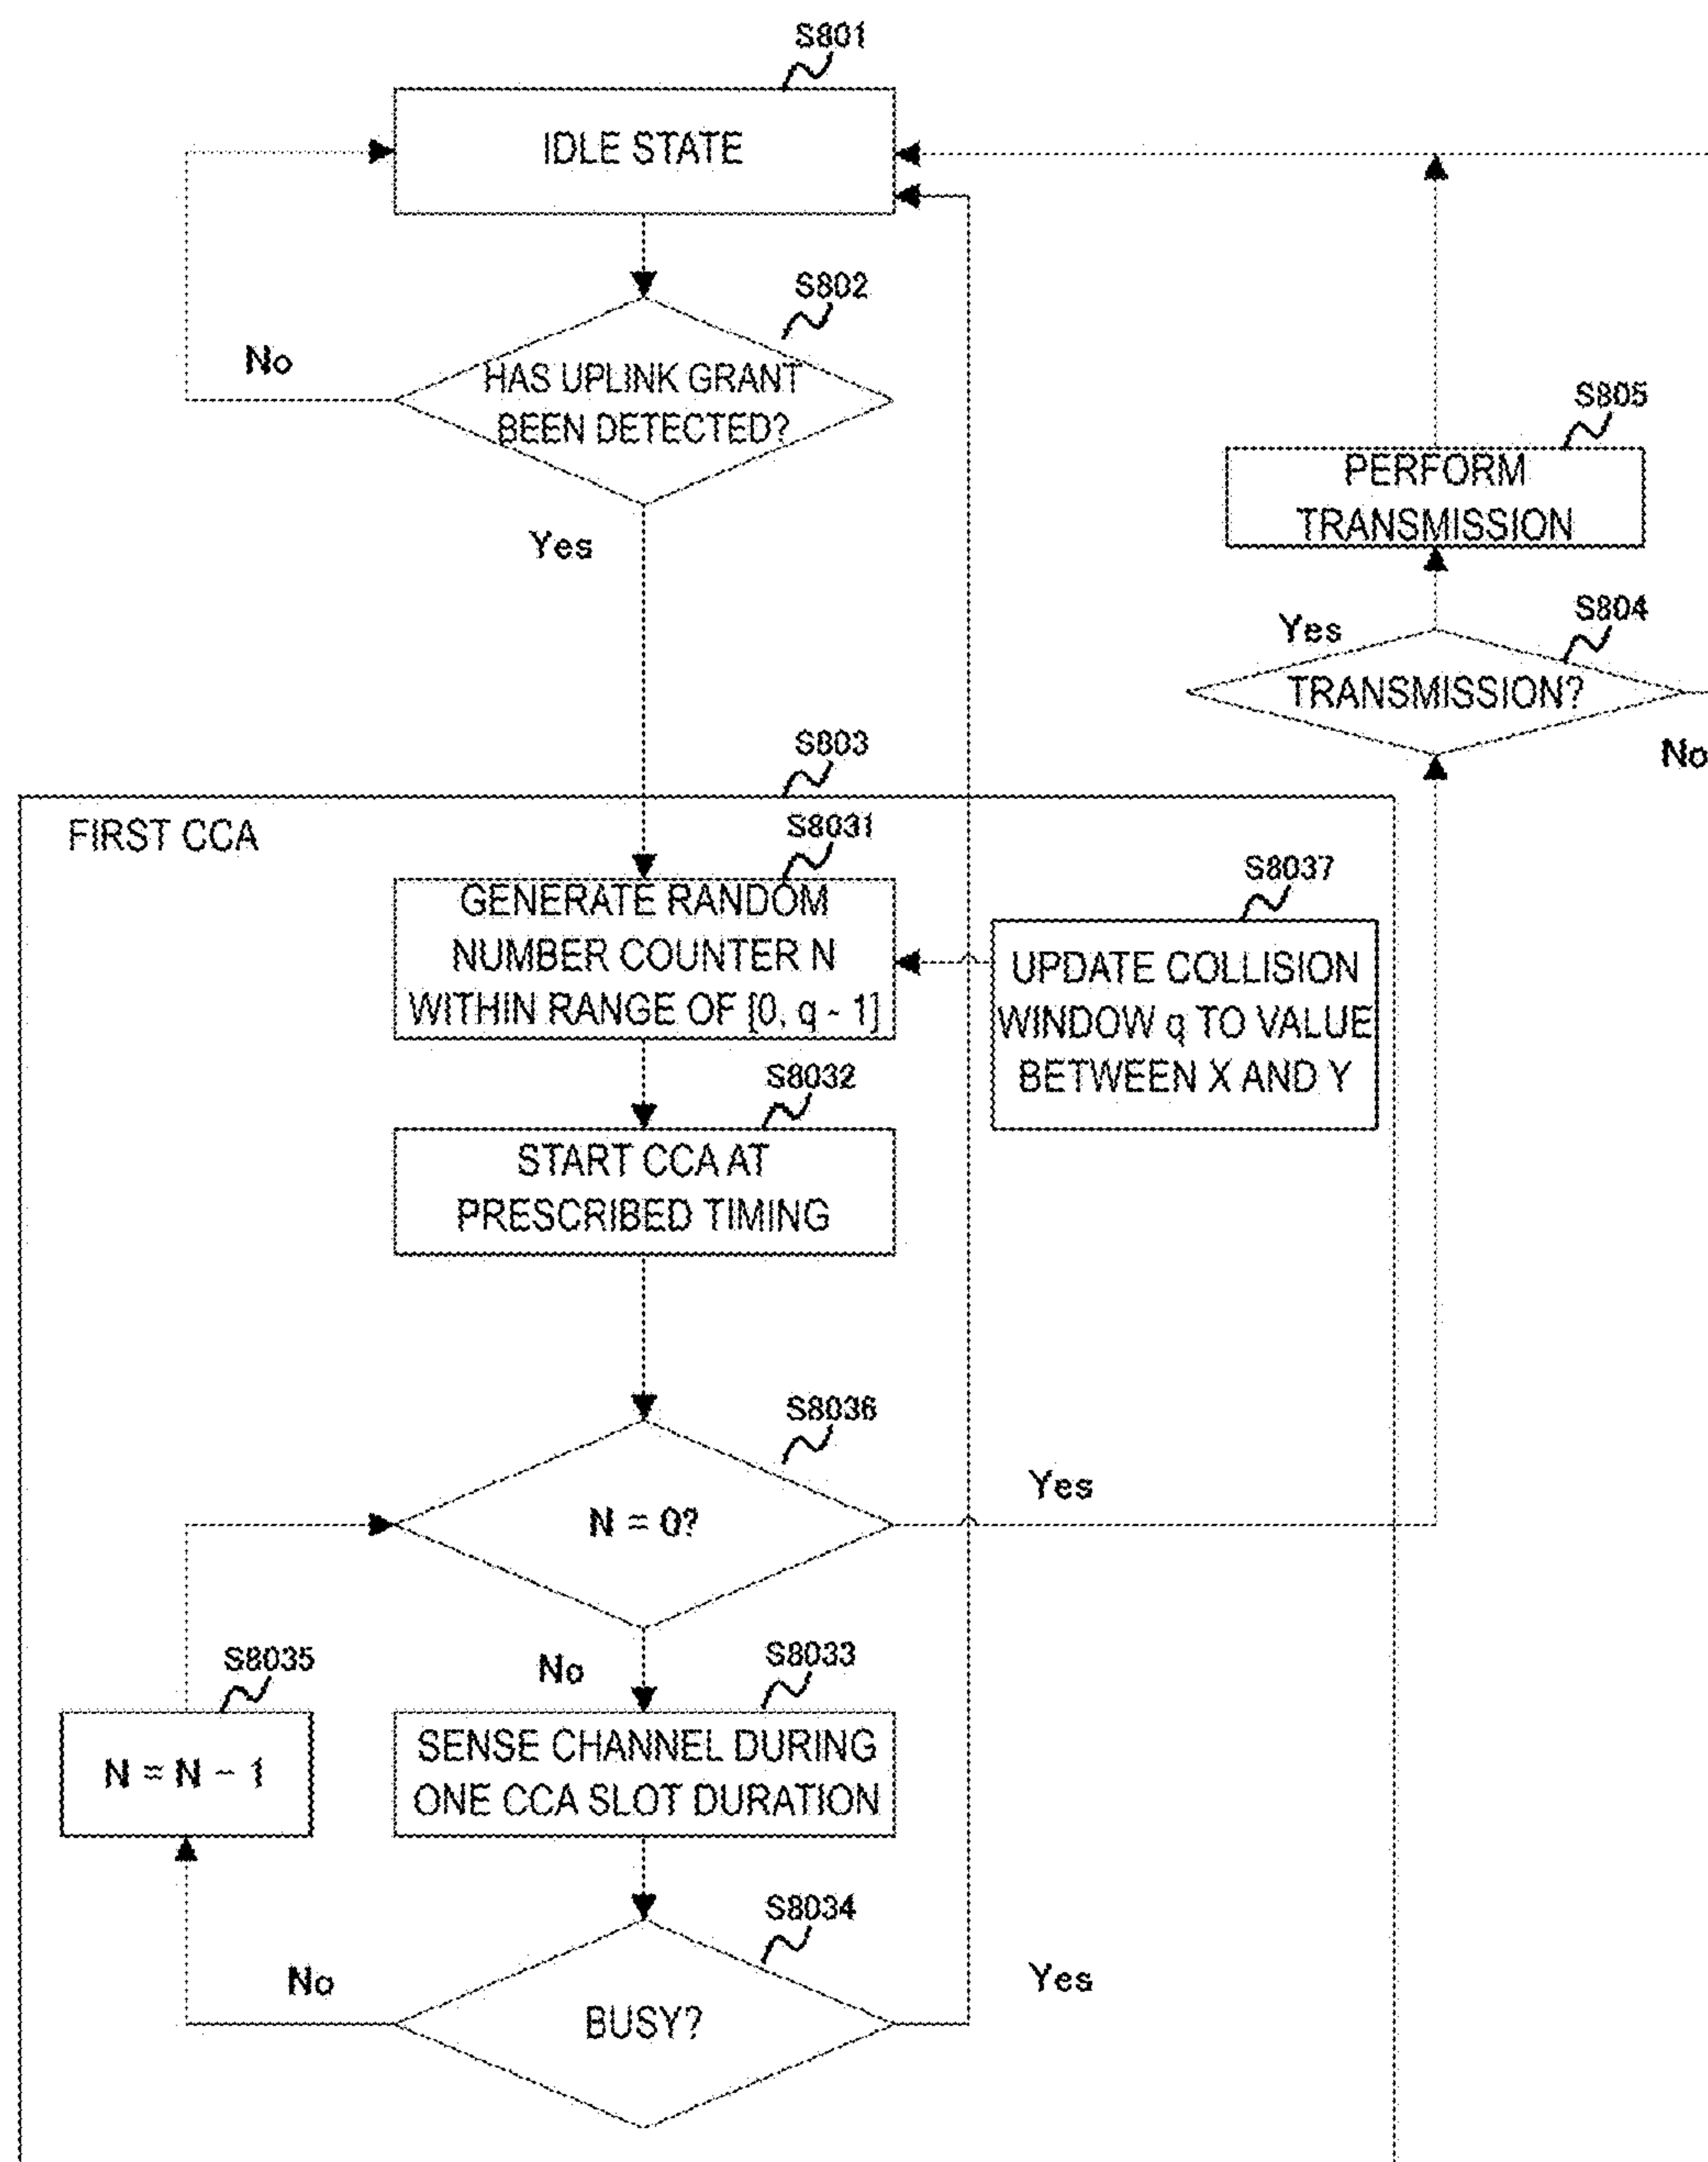 S801
IDLE STATE
S802
No
HAS UPLINK GRANT
BEEN DETECTED?
Yes
S805
PERFORM
TRANSMISSION
S804
Yes
TRANSMISSION?
No
S803
FIRST CCA
S8031
GENERATE RANDOM
NUMBER COUNTER N
WITHIN RANGE OF [0, q - 1]
S8037
UPDATE COLLISION
WINDOW q TO VALUE
BETWEEN X AND Y
S8032
START CCA AT
PRESCRIBED TIMING
S8036
N = 0?
Yes
No
S8033
SENSE CHANNEL DURING
ONE CCA SLOT DURATION
S8035
N = N - 1
S8034
No
BUSY?
Yes